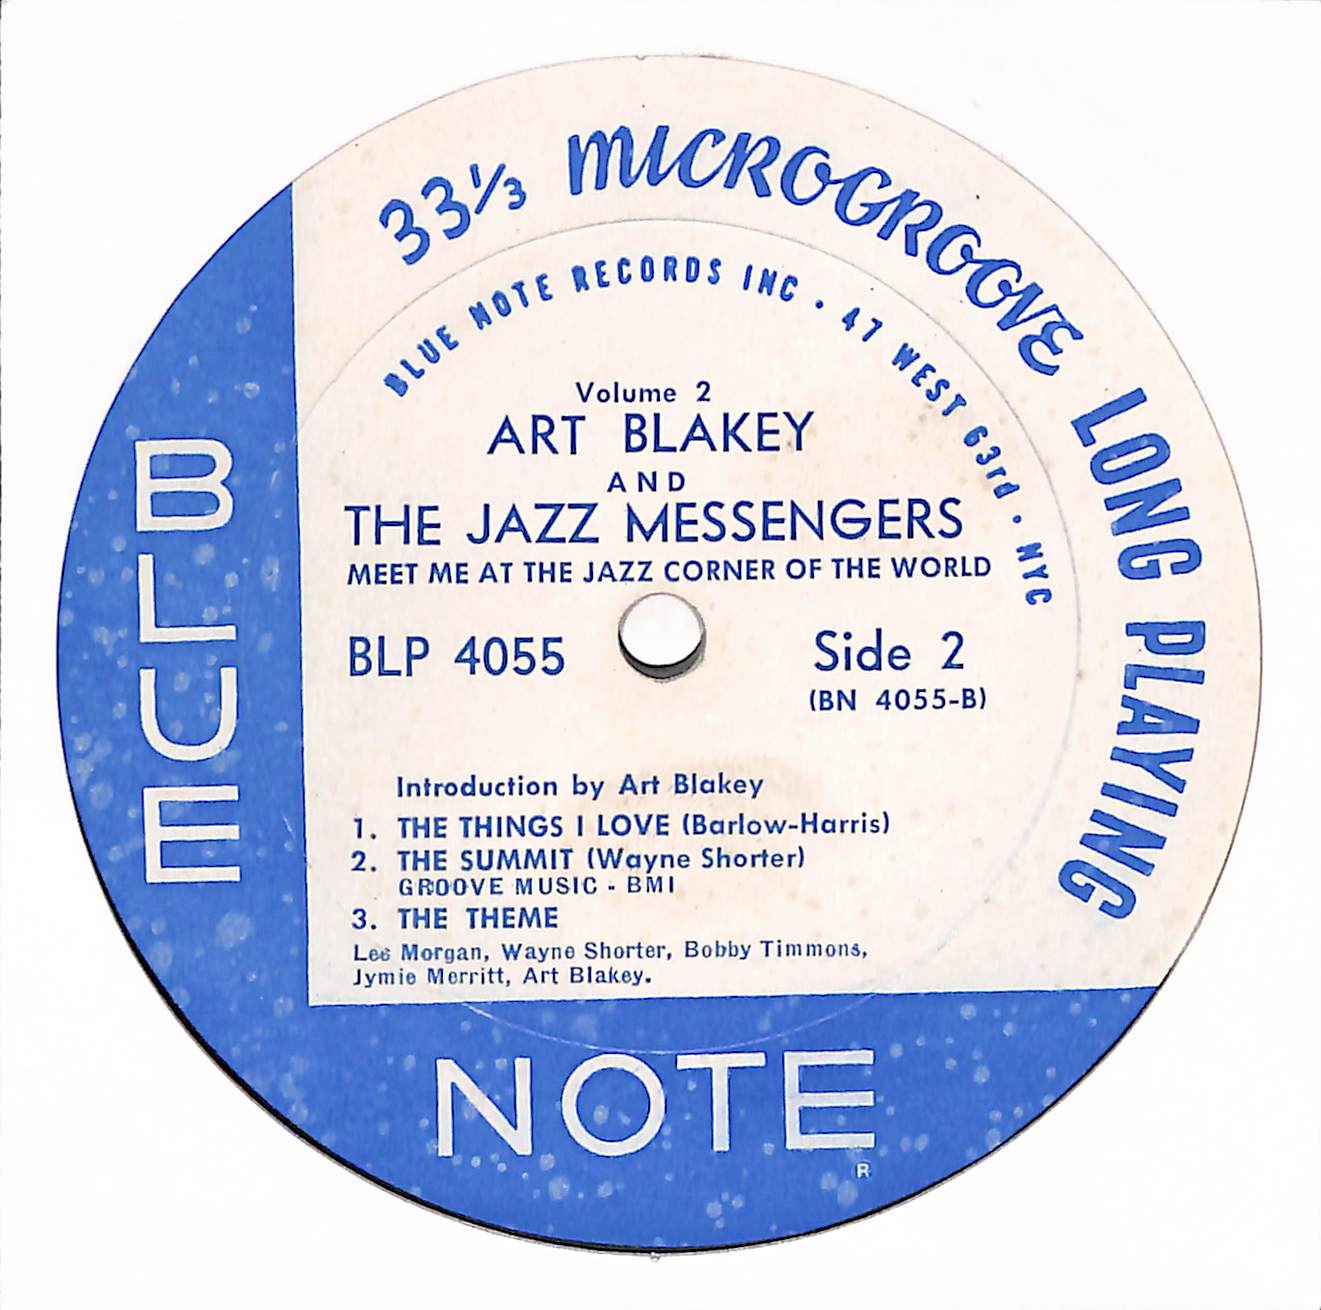 33⅓ MICROGROOVE LONG PLAYING
BLUE NOTE RECORDS INC • 47 WEST 63rd • NYC
Volume 2
ART BLAKEY
AND
THE JAZZ MESSENGERS
MEET ME AT THE JAZZ CORNER OF THE WORLD
BLP 4055
Side 2
(BN 4055-B)
Introduction by Art Blakey
1. THE THINGS I LOVE (Barlow-Harris)
2. THE SUMMIT (Wayne Shorter)
GROOVE MUSIC - BMI
3. THE THEME
Lee Morgan, Wayne Shorter, Bobby Timmons,
Jymie Merritt, Art Blakey.
BLUE
NOTE
R